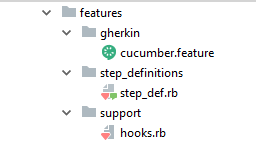 features
gherkin
cucumber.feature
step_definitions
step_def.rb
support
hooks.rb